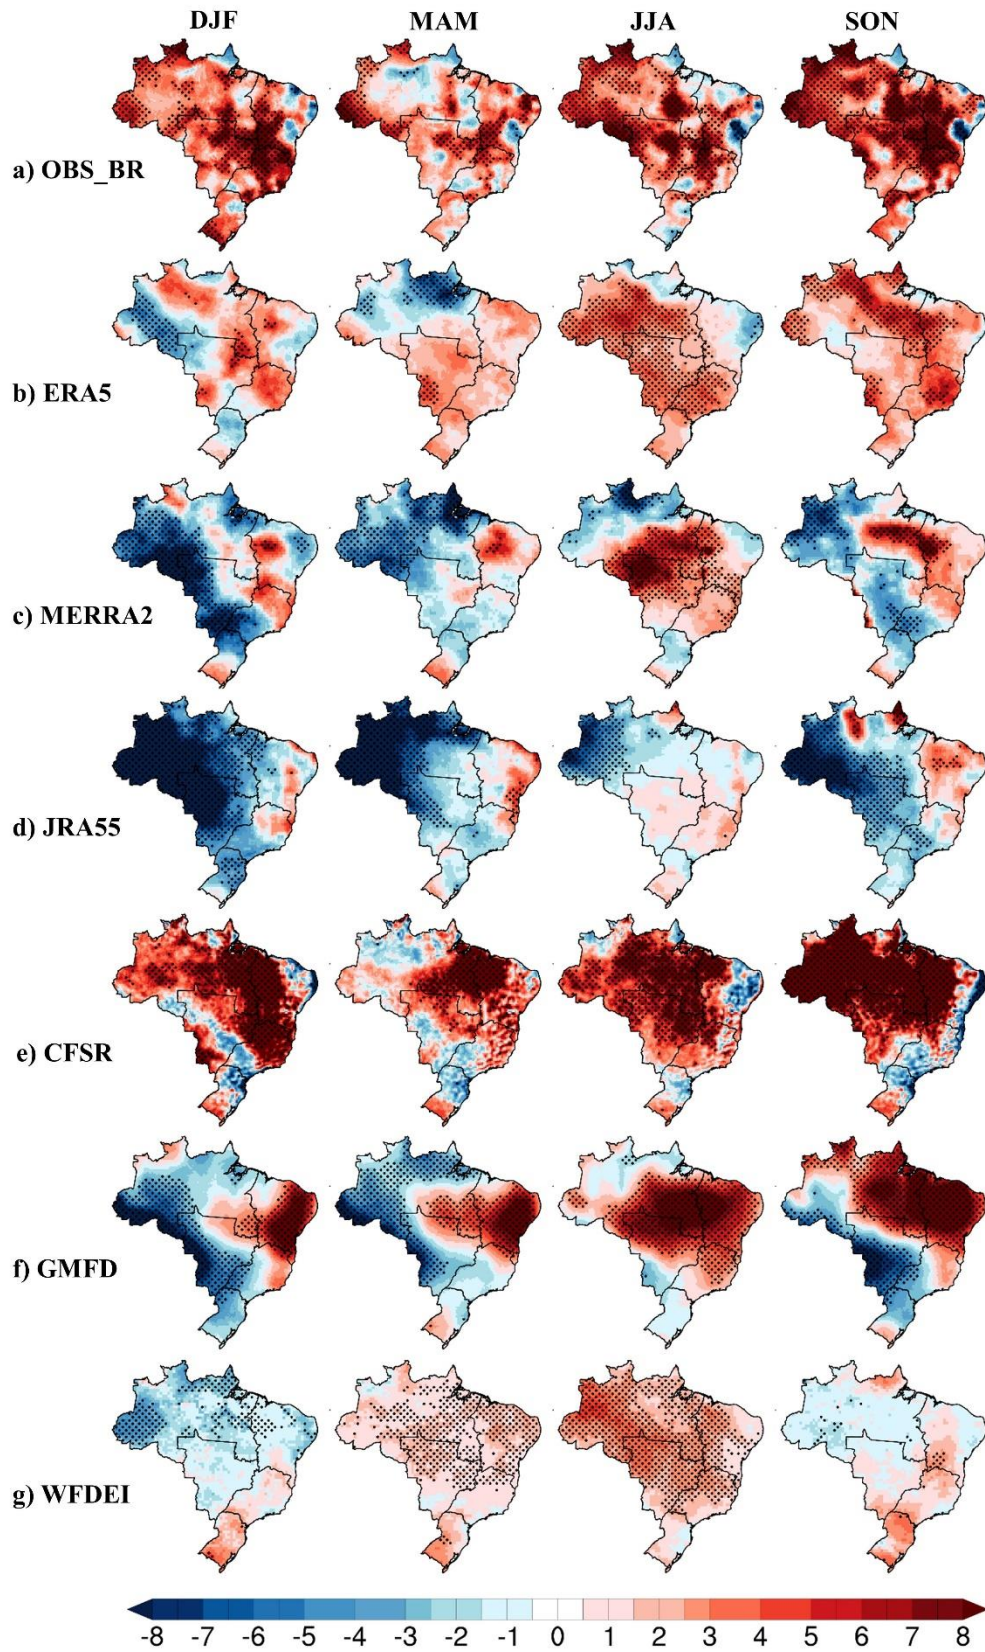 DJF MAM JJA SON
a) OBS_BR
b) ERA5
c) MERRA2
d) JRA55
e) CFSR
f) GMFD
g) WFDEI
-8 -7 -6 -5 -4 -3 -2 -1 0 1 2 3 4 5 6 7 8